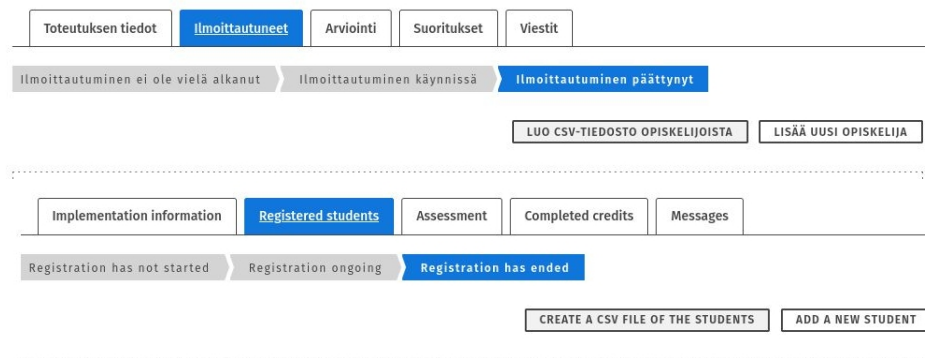 Toteutuksen tiedot Ilmoittautuneet Arviointi Suoritukset Viestit
Ilmoittautuminen ei ole vielä alkanut Ilmoittautuminen käynnissä Ilmoittautuminen päättynyt
LUO CSV-TIEDOSTO OPISKELIJOISTA LISÄÄ UUSI OPISKELIJA
Implementation information Registered students Assessment Completed credits Messages
Registration has not started Registration ongoing Registration has ended
CREATE A CSV FILE OF THE STUDENTS ADD A NEW STUDENT